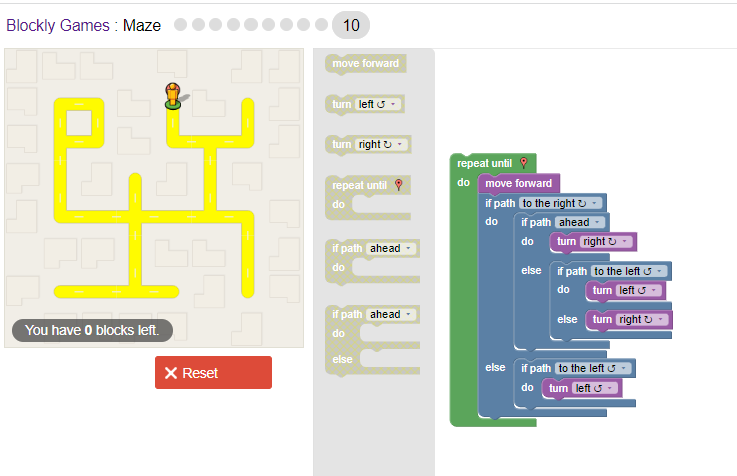 Blockly Games : Maze 10
move forward
turn left ↺
turn right ↻
repeat until
do
if path ahead
do
if path ahead
do
else
repeat until
do move forward
if path to the right ↻
do if path ahead
do turn right ↻
else if path to the left ↺
do turn left ↺
else turn right ↻
else if path to the left ↺
do turn left ↺
You have 0 blocks left.
Reset